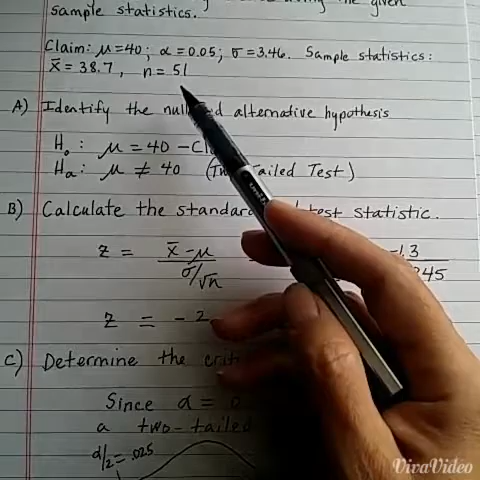 sample statistics.
Claim: μ=40; α=0.05; σ=3.46. Sample statistics:
x̄ = 38.7, n = 51
A) Identify the null alternative hypothesis
H₀: μ = 40 -
Hₐ: μ ≠ 40 Tailed Test)
B) Calculate the test statistic.
z = x̄ - μ -1.3
σ/√n 345
z = - 2
C) Determine the
Since α =
a two-tailed
α/2 = .025
VivaVideo